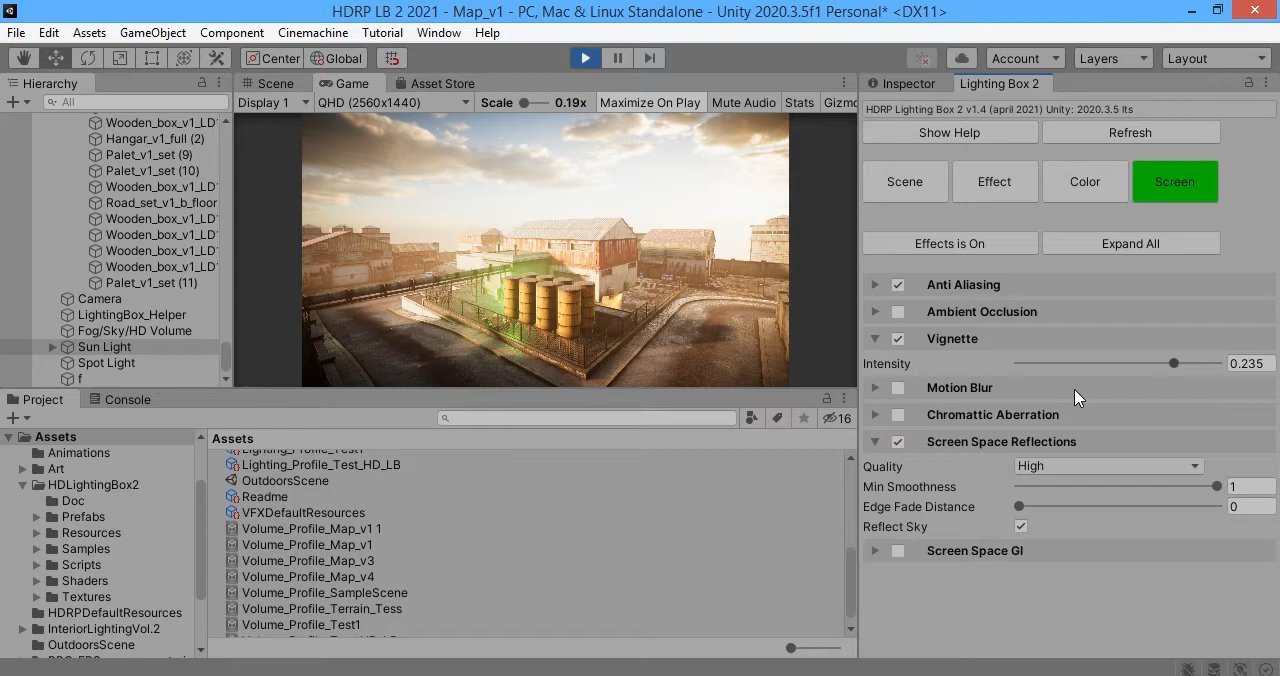 HDRP LB 2 2021 - Map_v1 - PC, Mac & Linux Standalone - Unity 2020.3.5f1 Personal* <DX11>
File Edit Assets GameObject Component Cinemachine Tutorial Window Help
Center Global Account Layers Layout
Hierarchy
All
Wooden_box_v1_LD
Hangar_v1_full (2)
Palet_v1_set (9)
Palet_v1_set (10)
Wooden_box_v1_LD
Road_set_v1_b_floor
Wooden_box_v1_LD
Wooden_box_v1_LD
Wooden_box_v1_LD
Wooden_box_v1_LD
Palet_v1_set (11)
Camera
LightingBox_Helper
Fog/Sky/HD Volume
Sun Light
Spot Light
f
Scene Game Asset Store
Display 1 QHD (2560x1440) Scale 0.19x Maximize On Play Mute Audio Stats Gizmo
Inspector Lighting Box 2
HDRP Lighting Box 2 v1.4 (april 2021) Unity: 2020.3.5 lts
Show Help Refresh
Scene Effect Color Screen
Effects is On Expand All
Anti Aliasing
Ambient Occlusion
Vignette
Intensity 0.235
Motion Blur
Chromattic Aberration
Screen Space Reflections
Quality High
Min Smoothness 1
Edge Fade Distance 0
Reflect Sky
Screen Space GI
Project Console
16
Assets
Animations
Art
HDLightingBox2
Doc
Prefabs
Resources
Samples
Scripts
Shaders
Textures
HDRPDefaultResources
InteriorLightingVol.2
OutdoorsScene
Assets
Lighting_Profile_Test1
Lighting_Profile_Test_HD_LB
OutdoorsScene
Readme
VFXDefaultResources
Volume_Profile_Map_v1 1
Volume_Profile_Map_v1
Volume_Profile_Map_v3
Volume_Profile_Map_v4
Volume_Profile_SampleScene
Volume_Profile_Terrain_Tess
Volume_Profile_Test1